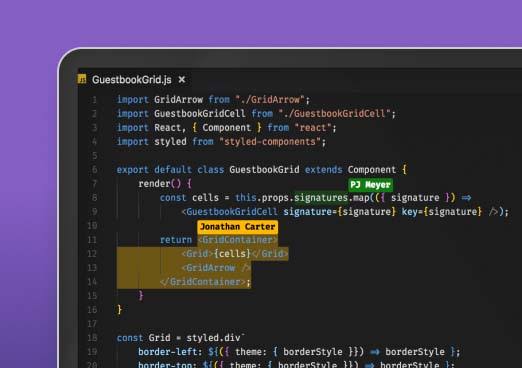 JS GuestbookGrid.js ×
1 import GridArrow from "./GridArrow";
2 import GuestbookGridCell from "./GuestbookGridCell";
3 import React, { Component } from "react";
4 import styled from "styled-components";
5
6 export default class GuestbookGrid extends Component {
PJ Meyer
7 render() {
8 const cells = this.props.signatures.map(({ signature }) ⇒
9 <GuestbookGridCell signature={signature} key={signature} />);
Jonathan Carter
10
11 return <GridContainer>
12 <Grid>{cells}</Grid>
13 <GridArrow />
14 </GridContainer>;
15 }
16 }
17
18 const Grid = styled.div`
19 border-left: ${({ theme: { borderStyle }}) ⇒ borderStyle };
20 border-top: ${({ theme: { borderStyle }}) ⇒ borderStyle };